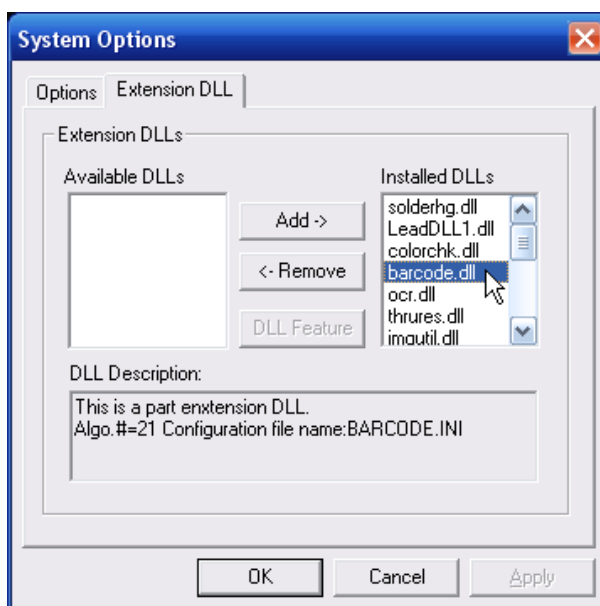 System Options
Options
Extension DLL
Extension DLLs
Available DLLs
Installed DLLs
Add ->
<- Remove
DLL Feature
solderhg.dll
LeadDLL1.dll
colorchk.dll
barcode.dll
ocr.dll
thrures.dll
imgutil.dll
DLL Description:
This is a part enxtension DLL.
Algo.#=21 Configuration file name:BARCODE.INI
OK
Cancel
Apply